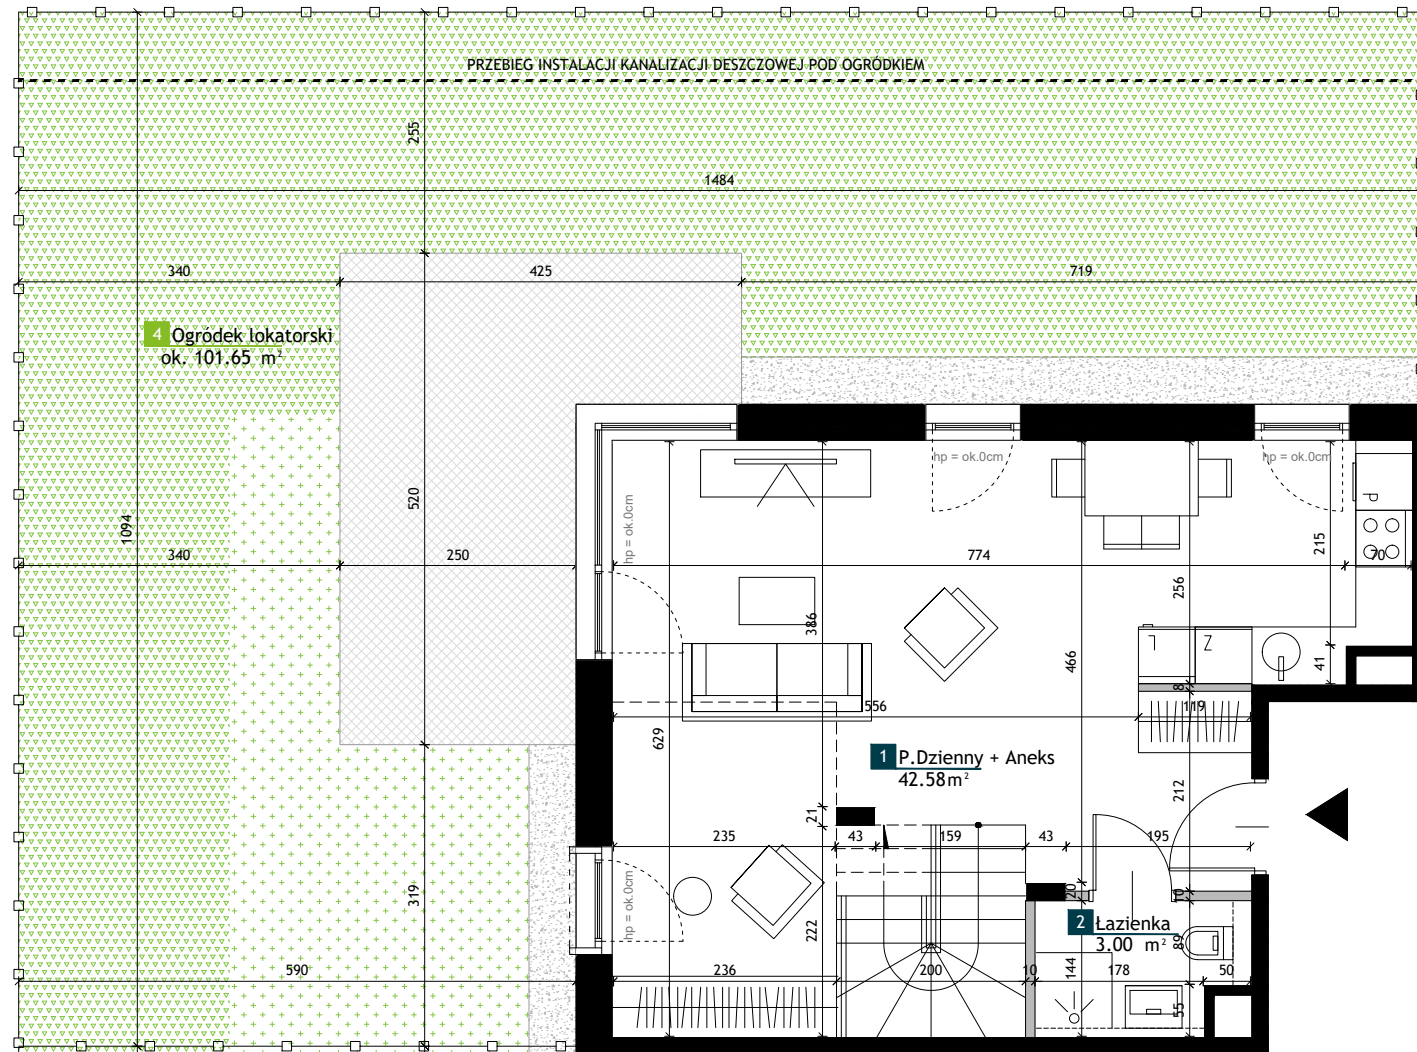 PRZEBIEG INSTALACJI KANALIZACJI DESZCZOWEJ POD OGRÓDKIEM
255
1484
340
425
719
4 Ogródek lokatorski
ok. 101.65 m²
hp = ok.0cm
hp = ok.0cm
hp = ok.0cm
P
520
1094
215
340
250
774
70
256
386
466
L
Z
41
8
556
119
629
1 P.Dzienny + Aneks
42.58m²
212
21
235
43
159
43
195
20
10
hp = ok.0cm
319
222
2 Łazienka
3.00 m²
89
590
236
200
10
144
178
50
55